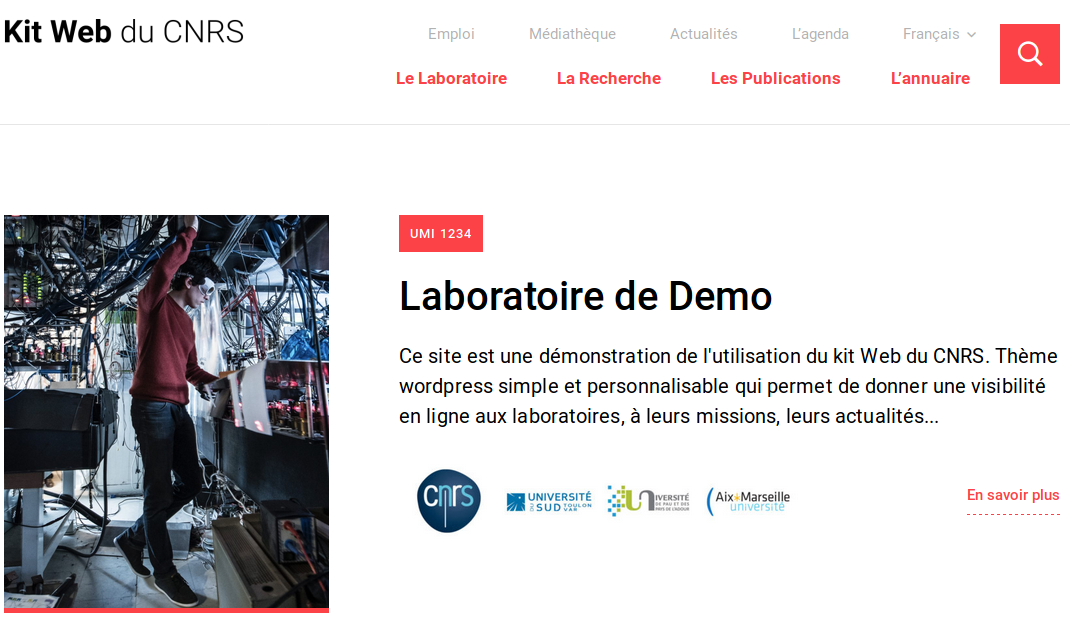 Kit Web du CNRS
Emploi Médiathèque Actualités L’agenda Français
Le Laboratoire La Recherche Les Publications L’annuaire
UMI 1234
Laboratoire de Demo
Ce site est une démonstration de l'utilisation du kit Web du CNRS. Thème
wordpress simple et personnalisable qui permet de donner une visibilité
en ligne aux laboratoires, à leurs missions, leurs actualités...
cnrs
UNIVERSITÉ
DU SUD TOULON
VAR
UNIVERSITÉ
DE PAU ET DES
PAYS DE L'ADOUR
Aix*Marseille
université
En savoir plus